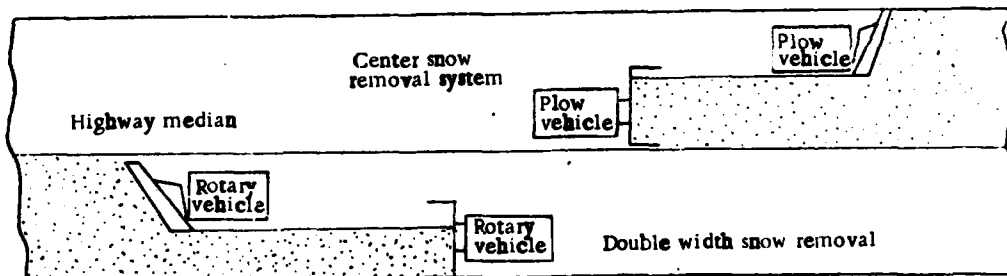 Center snow
removal system
Plow
vehicle
Plow
vehicle
Highway median
Rotary
vehicle
Rotary
vehicle
Double width snow removal